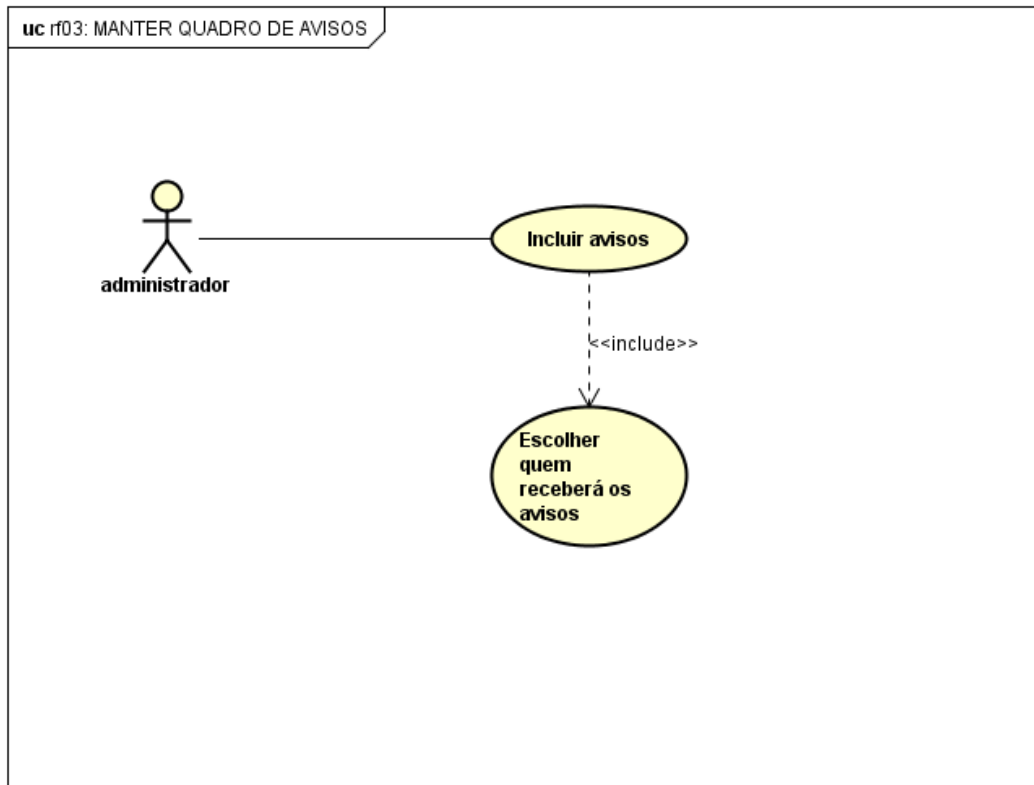 uc rf03: MANTER QUADRO DE AVISOS
administrador
Incluir avisos
<<include>>
Escolher
quem
receberá os
avisos